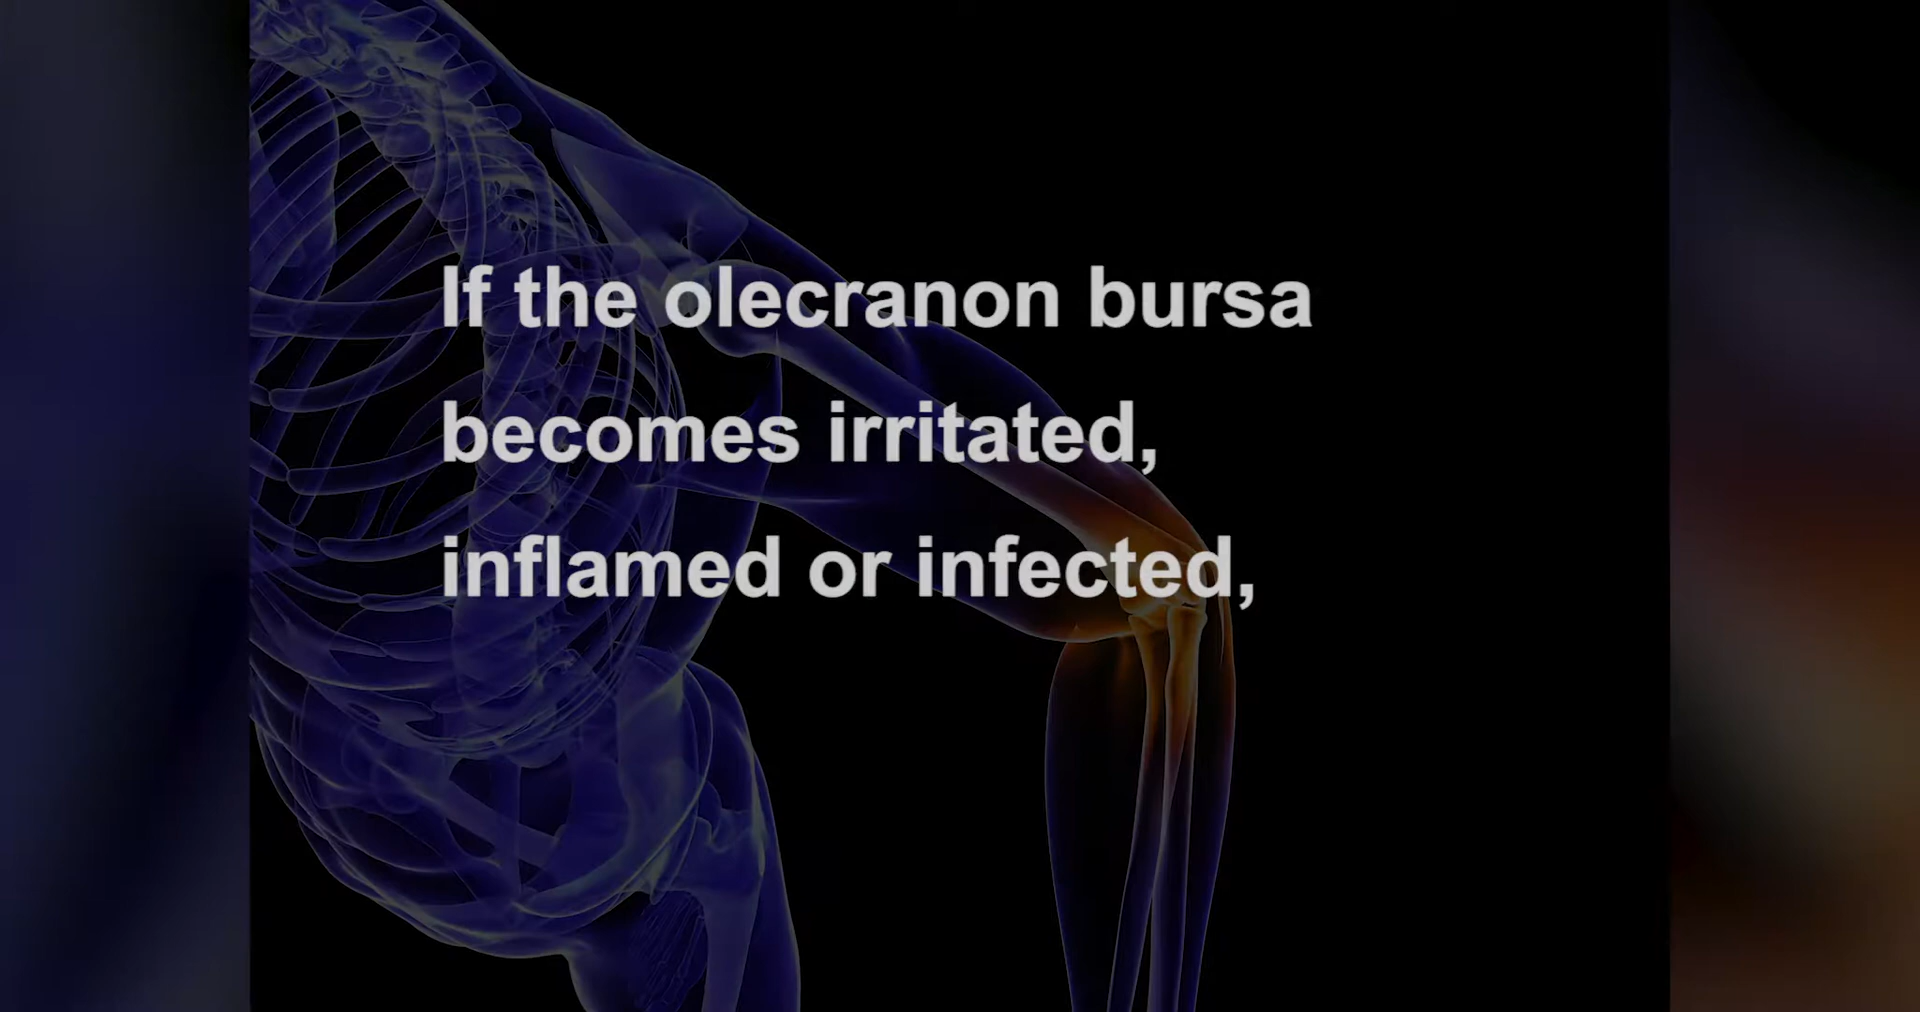 If the olecranon bursa
becomes irritated,
inflamed or infected,